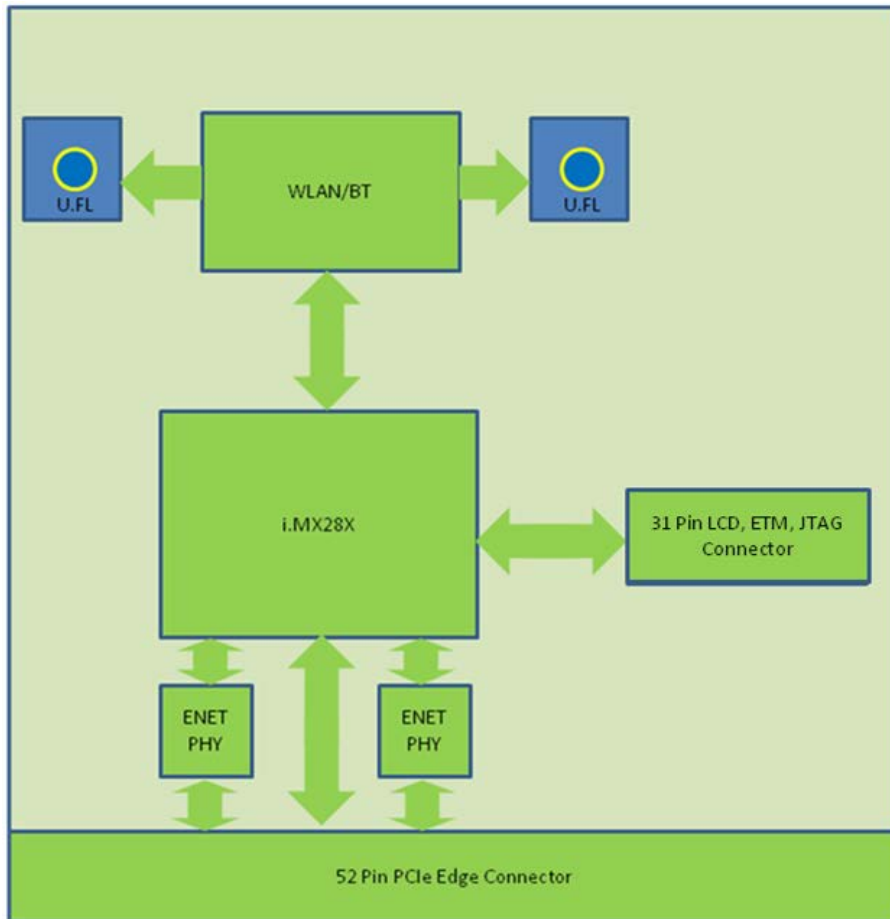 U.FL
WLAN/BT
U.FL
i.MX28X
31 Pin LCD, ETM, JTAG
Connector
ENET
PHY
ENET
PHY
52 Pin PCIe Edge Connector